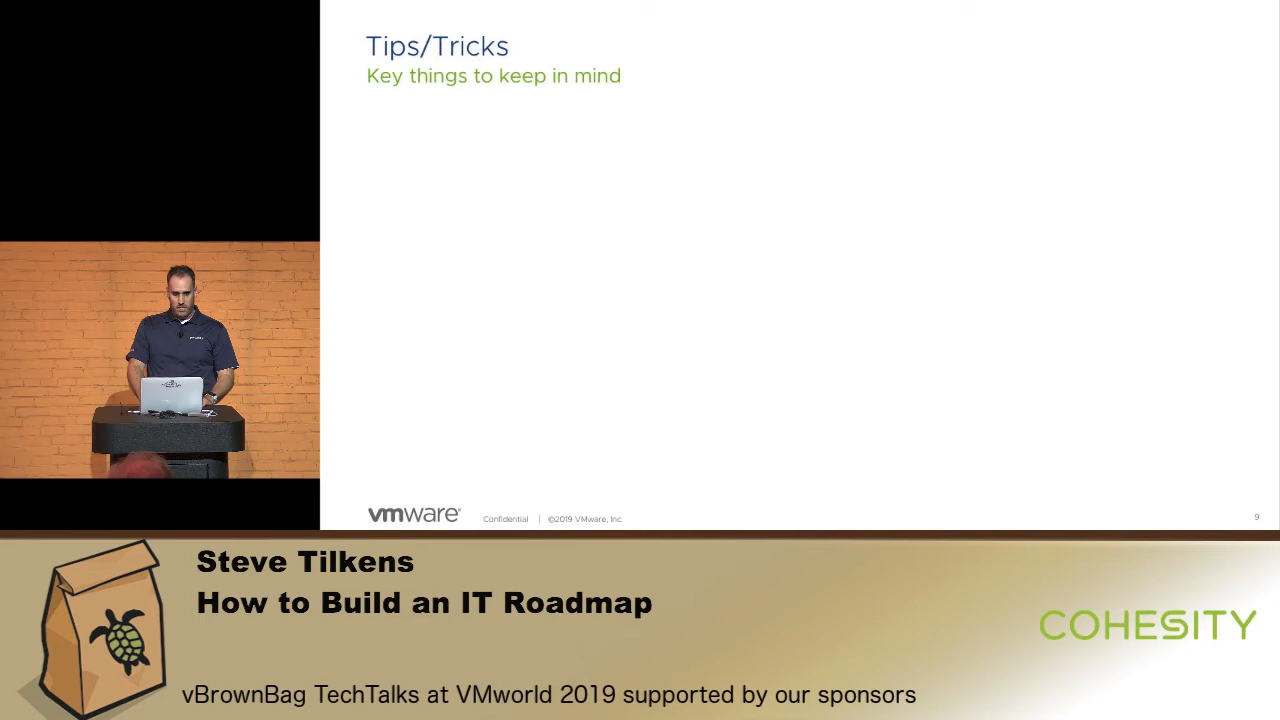 Tips/Tricks
Key things to keep in mind
vmware
Confidential | ©2019 VMware, Inc.
9
Steve Tilkens
How to Build an IT Roadmap
COHESITY
vBrownBag TechTalks at VMworld 2019 supported by our sponsors